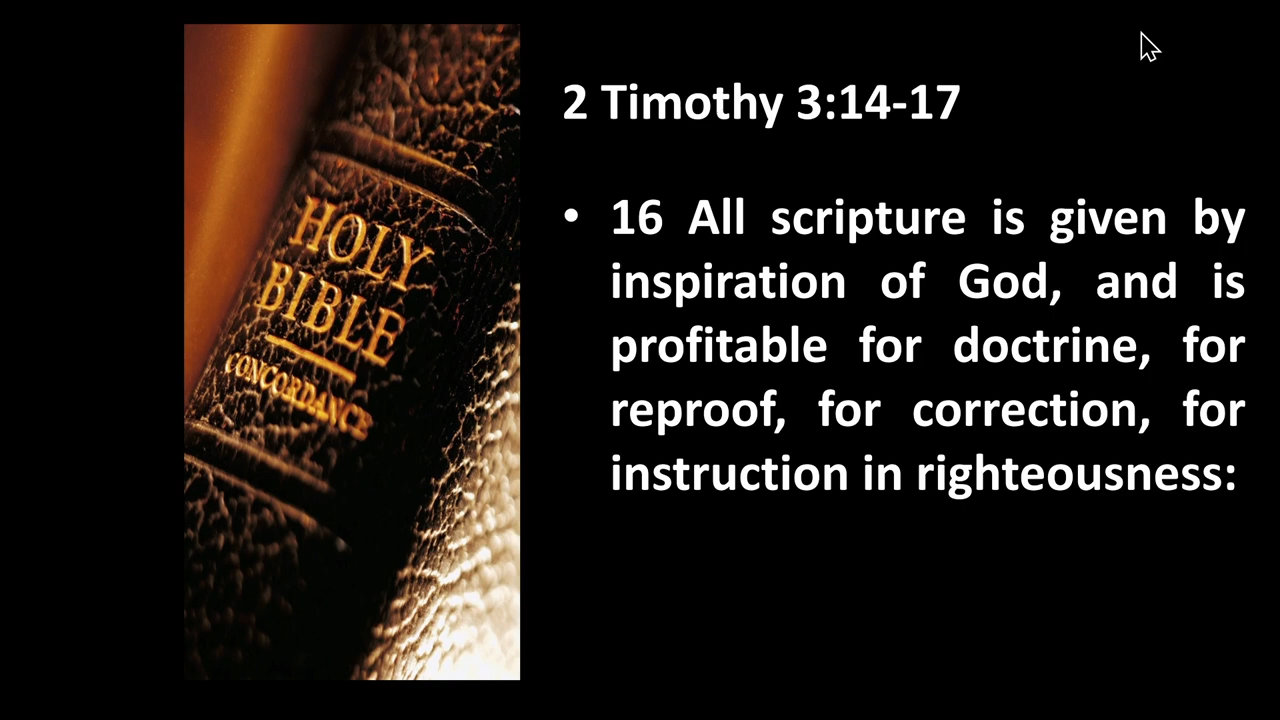 HOLY
BIBLE
CONCORDANCE
2 Timothy 3:14-17
• 16 All scripture is given by
inspiration of God, and is
profitable for doctrine, for
reproof, for correction, for
instruction in righteousness: